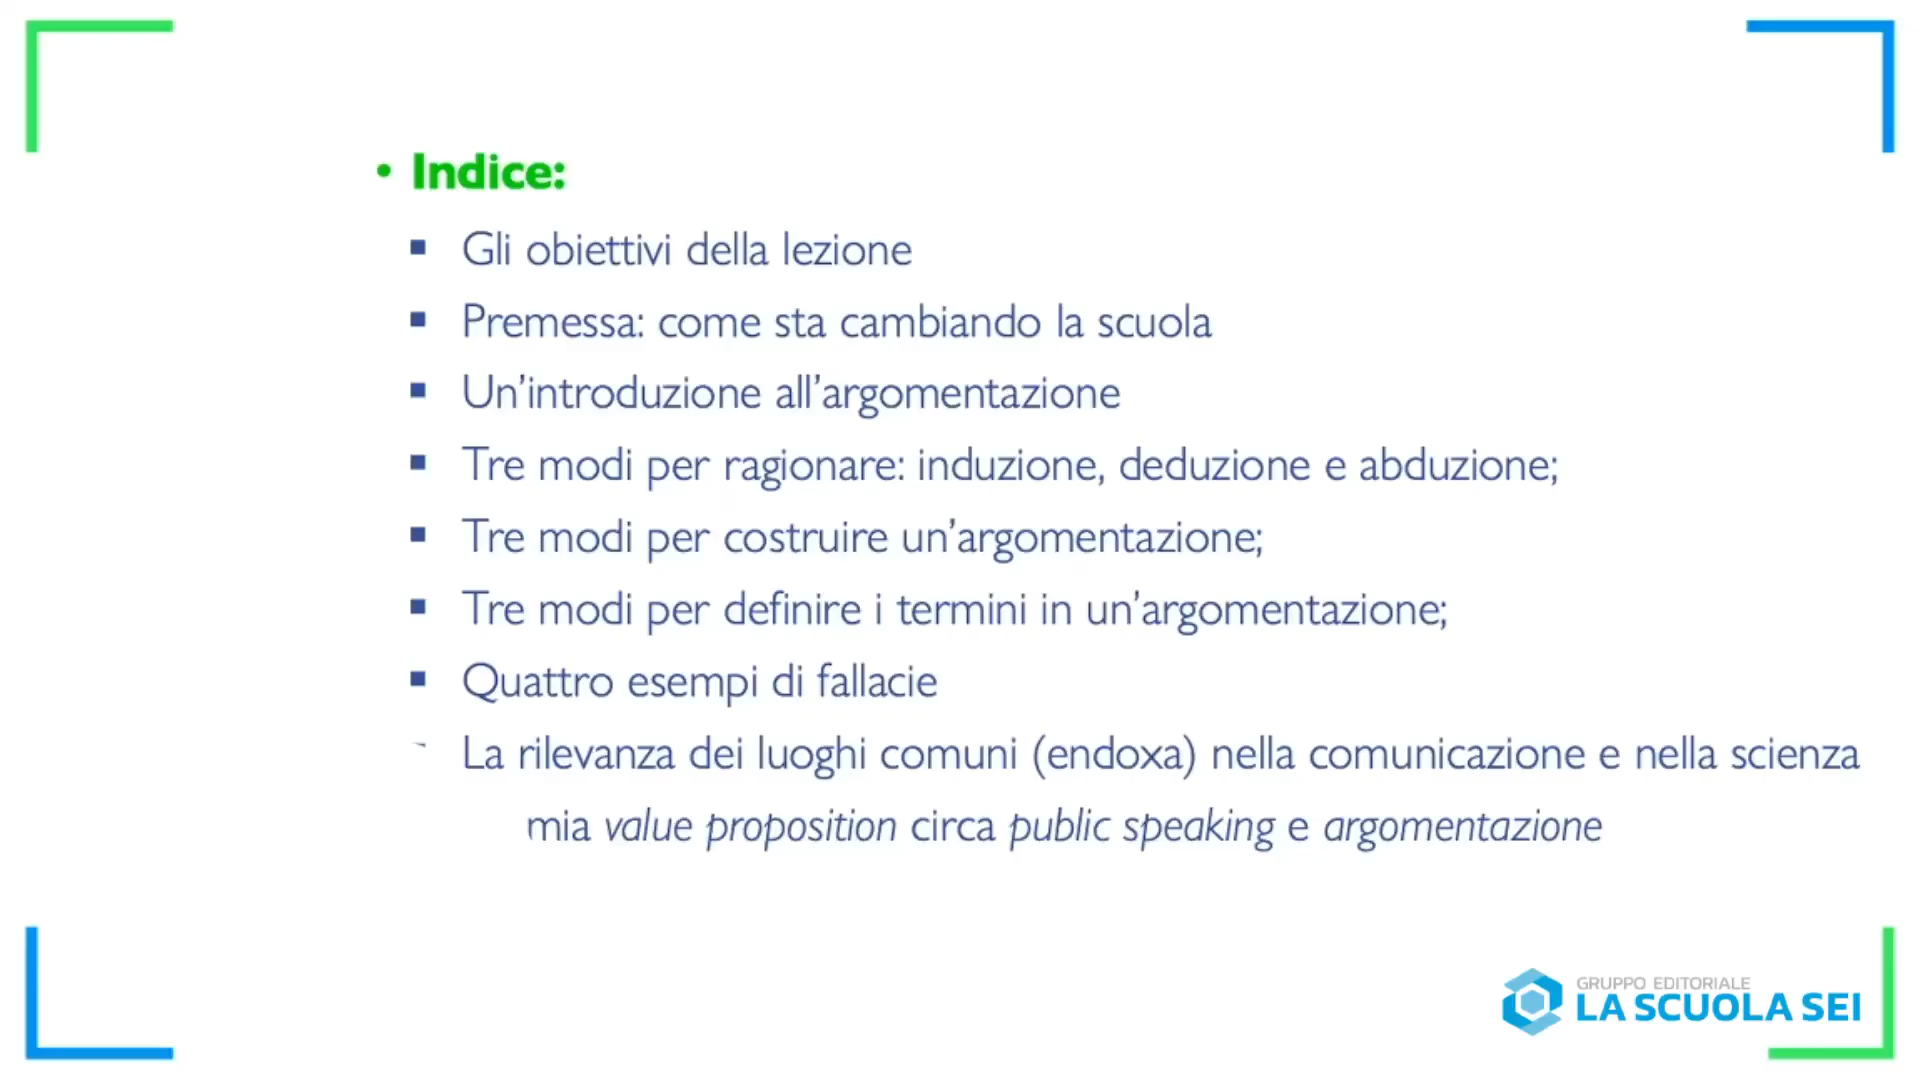 • Indice:
▪ Gli obiettivi della lezione
▪ Premessa: come sta cambiando la scuola
▪ Un’introduzione all’argomentazione
▪ Tre modi per ragionare: induzione, deduzione e abduzione;
▪ Tre modi per costruire un’argomentazione;
▪ Tre modi per definire i termini in un’argomentazione;
▪ Quattro esempi di fallacie
La rilevanza dei luoghi comuni (endoxa) nella comunicazione e nella scienza
mia value proposition circa public speaking e argomentazione
GRUPPO EDITORIALE
LA SCUOLA SEI